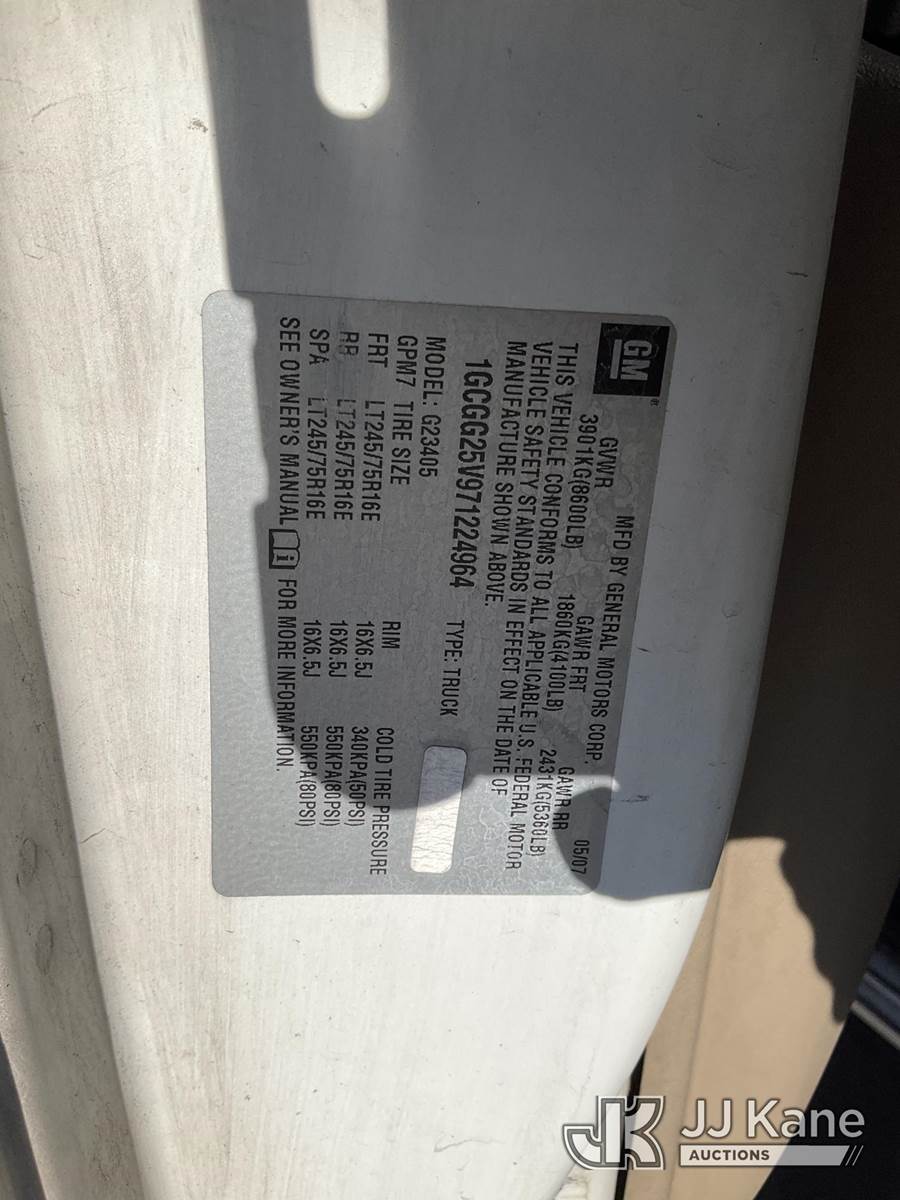 GM
MFD BY GENERAL MOTORS CORP. 05/07
GVWR GAWR FRT GAWR RR
3901KG(8600LB) 1860KG(4100LB) 2431KG(5360LB)
THIS VEHICLE CONFORMS TO ALL APPLICABLE U.S. FEDERAL MOTOR
VEHICLE SAFETY STANDARDS IN EFFECT ON THE DATE OF
MANUFACTURE SHOWN ABOVE.
1GCGG25V971224964 TYPE: TRUCK
MODEL: G23405
GPM7 TIRE SIZE RIM COLD TIRE PRESSURE
FRT LT245/75R16E 16X6.5J 340KPA(50PSI)
RR LT245/75R16E 16X6.5J 550KPA(80PSI)
SPA LT245/75R16E 16X6.5J 550KPA(80PSI)
SEE OWNER'S MANUAL FOR MORE INFORMATION.
JK JJ Kane
AUCTIONS